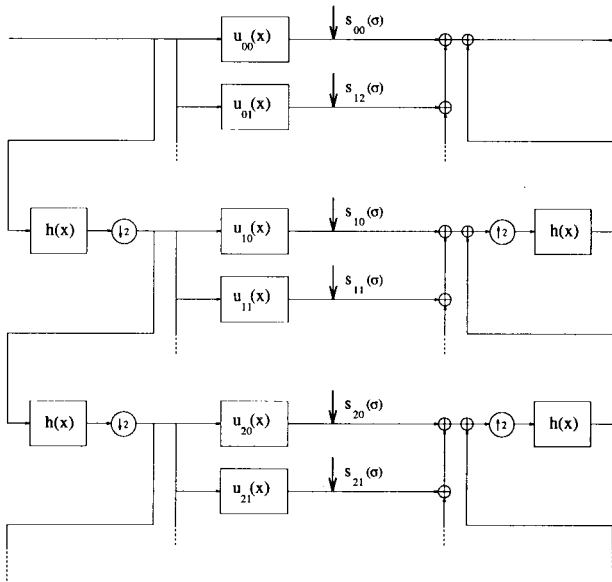 u₀₀(x) s₀₀(σ)
u₀₁(x) s₁₂(σ)
h(x) ↓2 u₁₀(x) s₁₀(σ) ↑2 h(x)
u₁₁(x) s₁₁(σ)
h(x) ↓2 u₂₀(x) s₂₀(σ) ↑2 h(x)
u₂₁(x) s₂₁(σ)